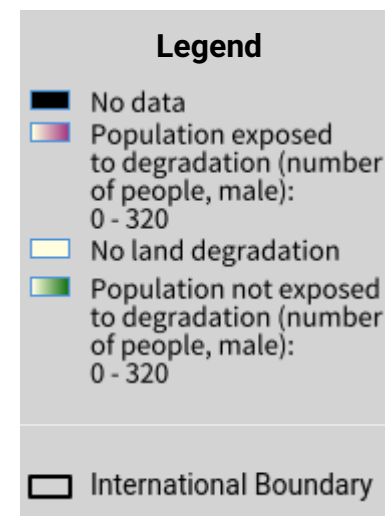 Legend
No data
Population exposed
to degradation (number
of people, male):
0 - 320
No land degradation
Population not exposed
to degradation (number
of people, male):
0 - 320
International Boundary